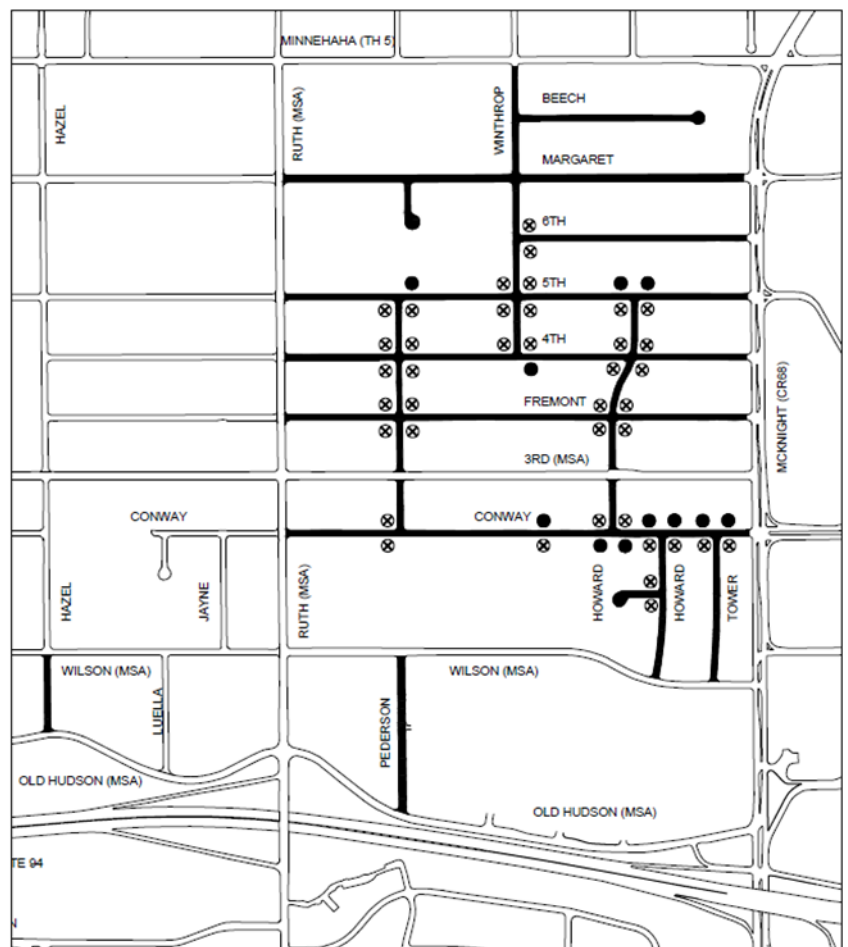 MINNEHAHA (TH 5)
HAZEL
RUTH (MSA)
WINTHROP
BEECH
MARGARET
6TH
5TH
4TH
FREMONT
MCKNIGHT (CR68)
3RD (MSA)
CONWAY
CONWAY
HAZEL
JAYNE
RUTH (MSA)
HOWARD
HOWARD
TOWER
WILSON (MSA)
WILSON (MSA)
LUELLA
PEDERSON
OLD HUDSON (MSA)
OLD HUDSON (MSA)
TE 94
N